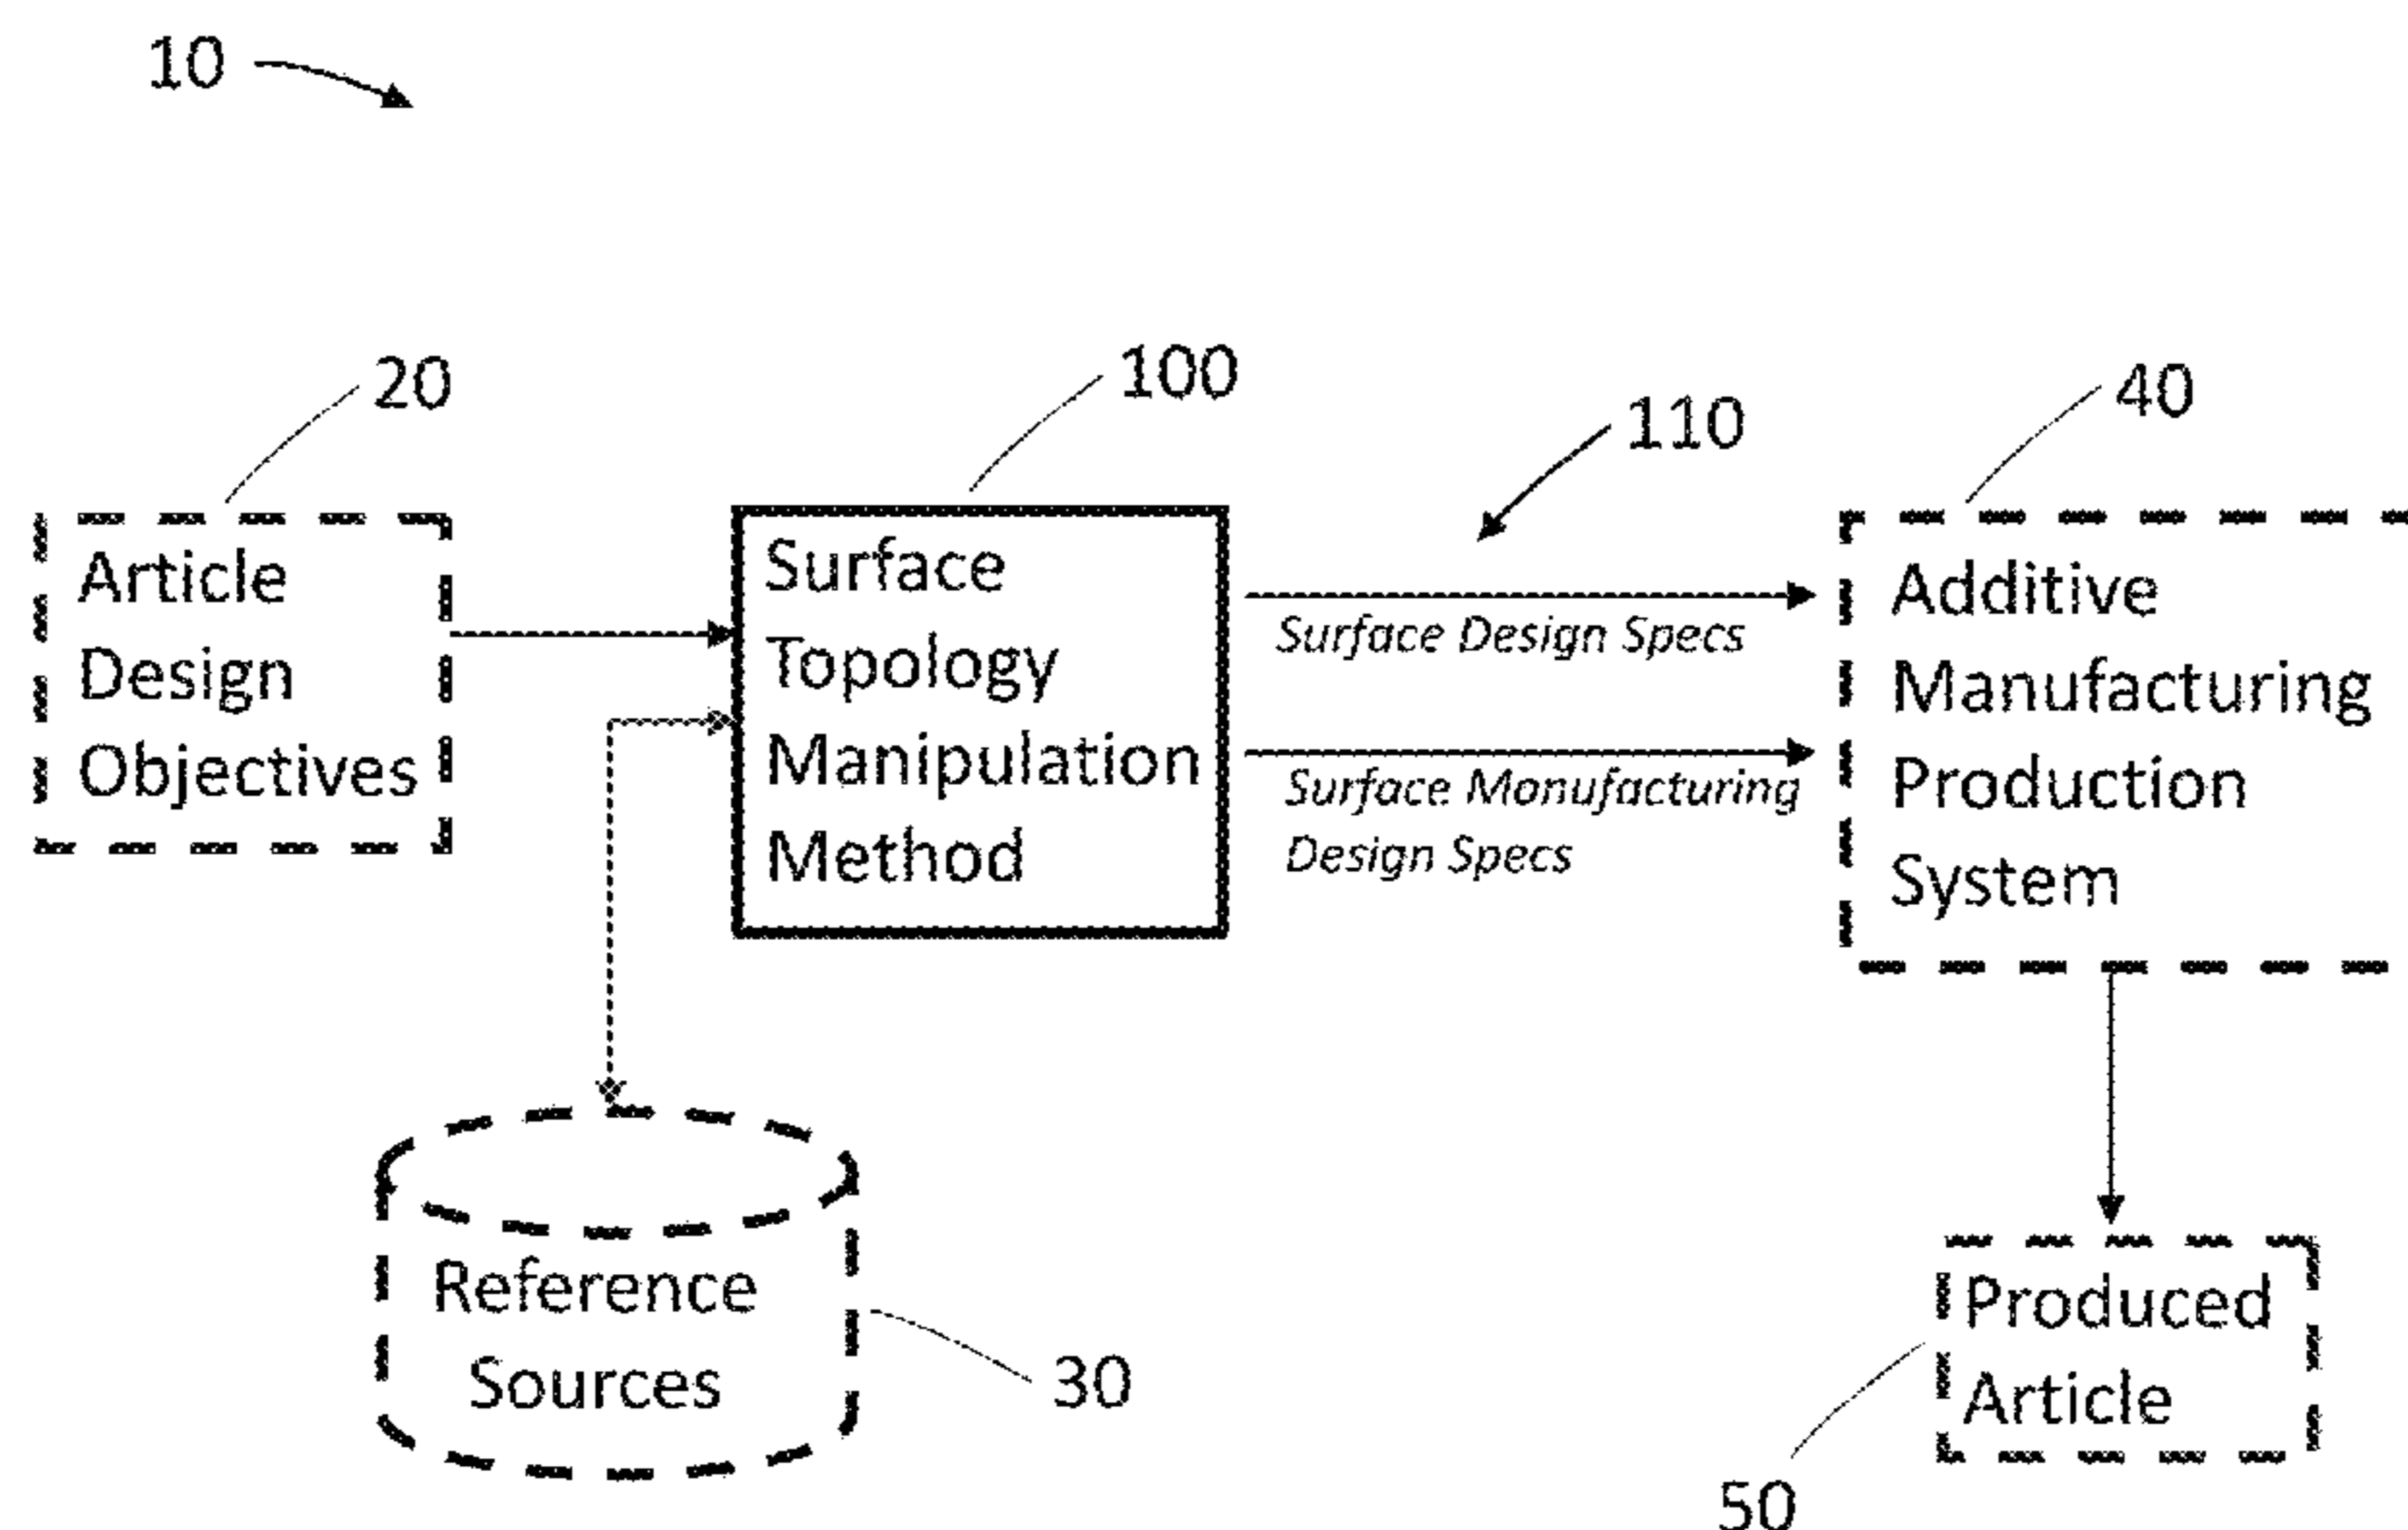 10
20
100
110
40
Article
Design
Objectives
Surface
Topology
Manipulation
Method
Surface Design Specs
Surface Manufacturing
Design Specs
Additive
Manufacturing
Production
System
Reference
Sources
30
Produced
Article
50